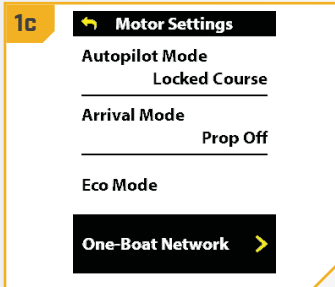 1c
Motor Settings
Autopilot Mode
Locked Course
Arrival Mode
Prop Off
Eco Mode
One-Boat Network